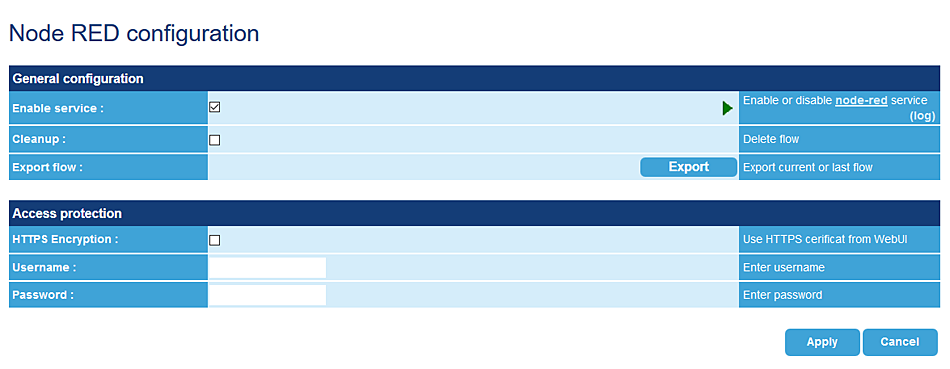 Node RED configuration
General configuration
Enable service :
Enable or disable node-red service
(log)
Cleanup :
Delete flow
Export flow :
Export
Export current or last flow
Access protection
HTTPS Encryption :
Use HTTPS cerificat from WebUI
Username :
Enter username
Password :
Enter password
Apply
Cancel